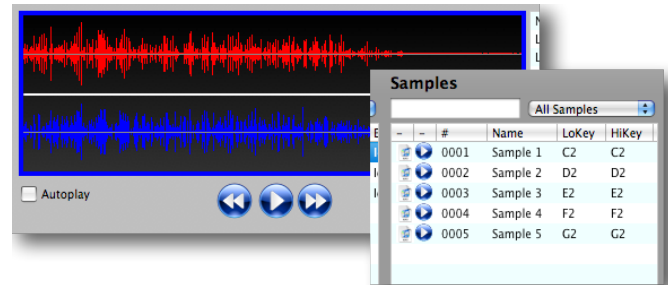 Samples
All Samples
- - # Name LoKey HiKey
0001 Sample 1 C2 C2
0002 Sample 2 D2 D2
0003 Sample 3 E2 E2
0004 Sample 4 F2 F2
0005 Sample 5 G2 G2
Autoplay